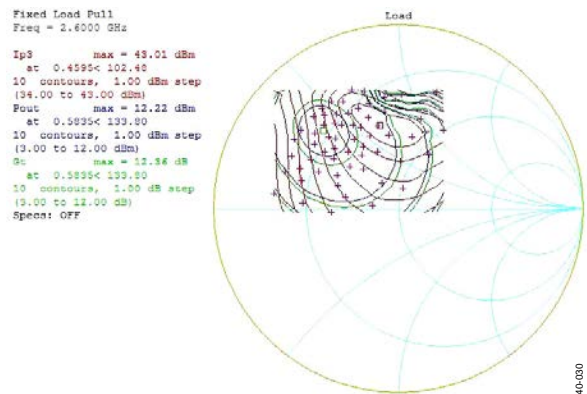 Fixed Load Pull
Freq = 2.6000 GHz
Ip3 max = 43.01 dBm
at 0.4595< 102.48
10 contours, 1.00 dBm step
(34.00 to 43.00 dBm)
Pout max = 12.22 dBm
at 0.5835< 133.80
10 contours, 1.00 dBm step
(3.00 to 12.00 dBm)
Gt max = 12.36 dB
at 0.5835< 133.80
10 contours, 1.00 dB step
(3.00 to 12.00 dB)
Specs: OFF
Load
40-030